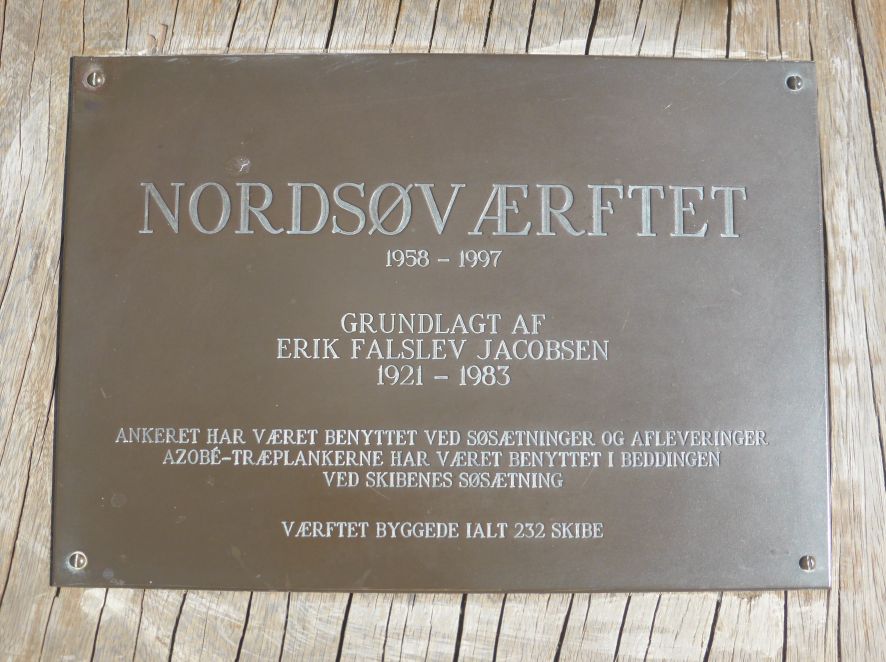 NORDSØVÆRFTET
1958 – 1997
GRUNDLAGT AF
ERIK FALSLEV JACOBSEN
1921 – 1983
ANKERET HAR VÆRET BENYTTET VED SØSÆTNINGER OG AFLEVERINGER
AZOBÉ-TRÆPLANKERNE HAR VÆRET BENYTTET I BEDDINGEN
VED SKIBENES SØSÆTNING
VÆRFTET BYGGEDE IALT 232 SKIBE